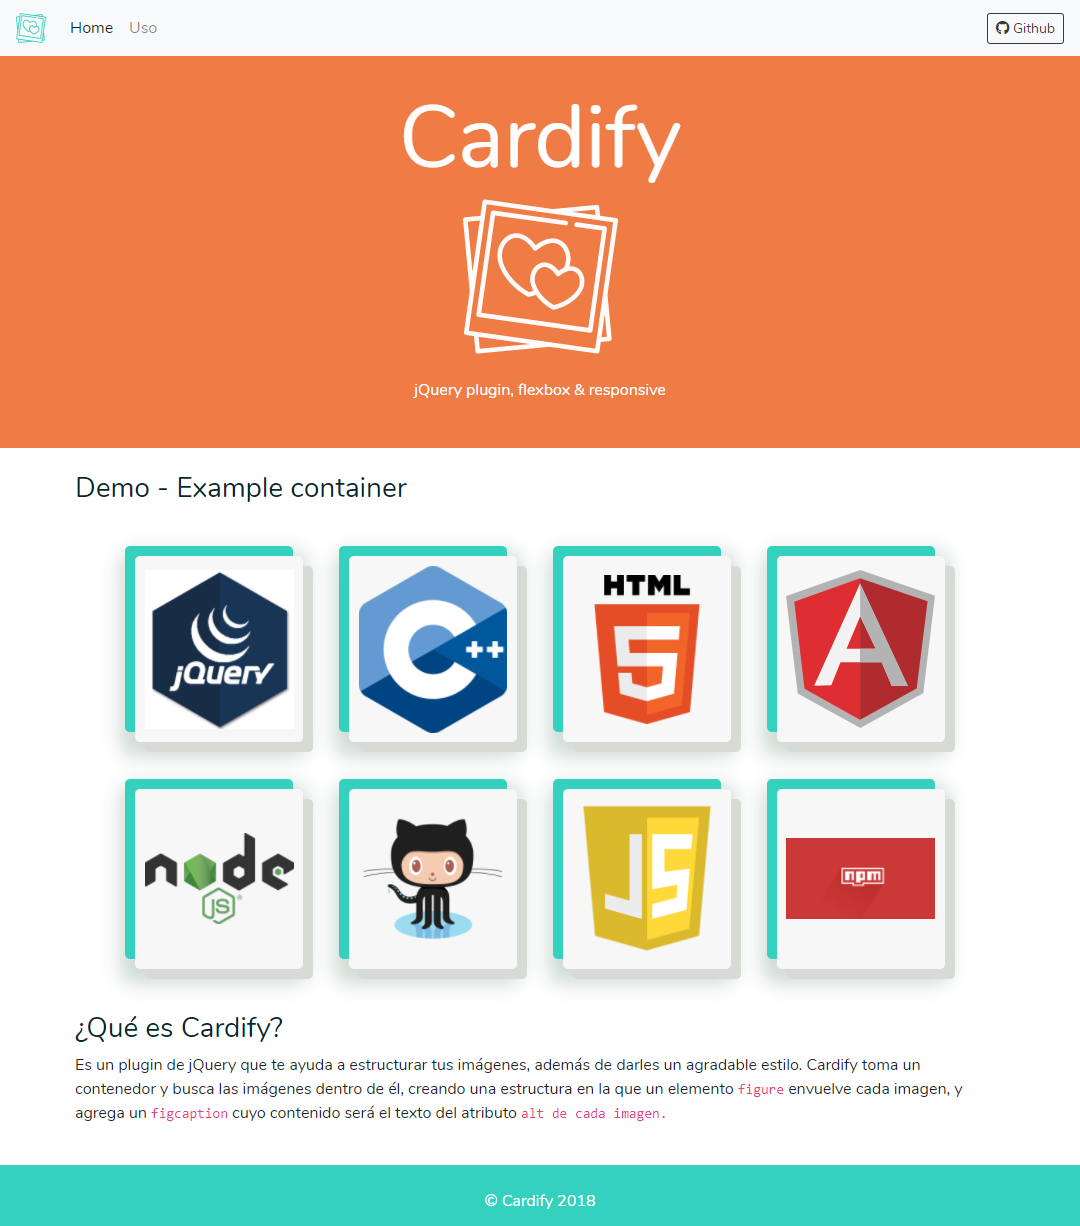 Home Uso Github
Cardify
jQuery plugin, flexbox & responsive
Demo - Example container
jQuery
C++
HTML
5
A
node
JS
JS
npm
¿Qué es Cardify?
Es un plugin de jQuery que te ayuda a estructurar tus imágenes, además de darles un agradable estilo. Cardify toma un
contenedor y busca las imágenes dentro de él, creando una estructura en la que un elemento figure envuelve cada imagen, y
agrega un figcaption cuyo contenido será el texto del atributo alt de cada imagen.
© Cardify 2018